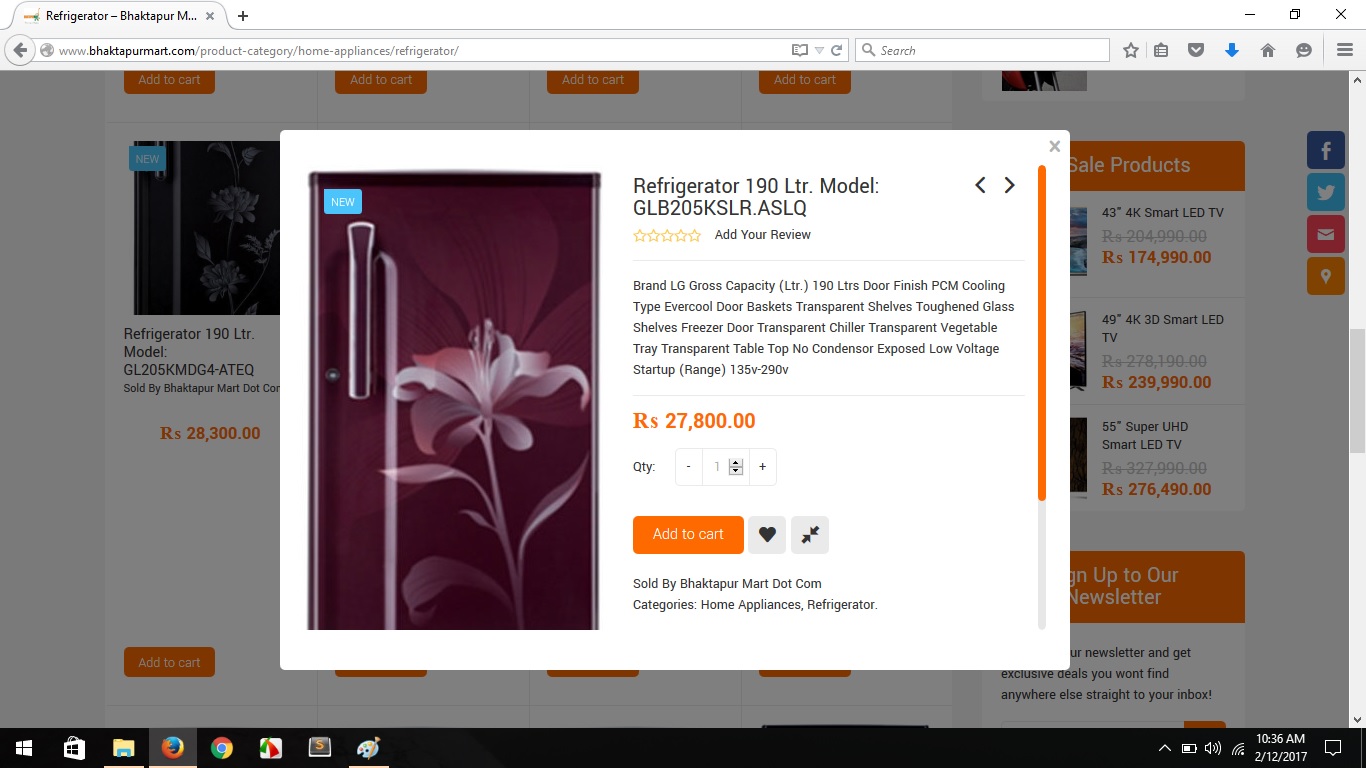 Refrigerator – Bhaktapur M...
www.bhaktapurmart.com/product-category/home-appliances/refrigerator/
Search
Add to cart
Add to cart
Add to cart
Add to cart
NEW
Refrigerator 190 Ltr.
Model:
GL205KMDG4-ATEQ
Sold By Bhaktapur Mart Dot Com
₨ 28,300.00
Add to cart
NEW
Refrigerator 190 Ltr. Model:
GLB205KSLR.ASLQ
Add Your Review
Brand LG Gross Capacity (Ltr.) 190 Ltrs Door Finish PCM Cooling
Type Evercool Door Baskets Transparent Shelves Toughened Glass
Shelves Freezer Door Transparent Chiller Transparent Vegetable
Tray Transparent Table Top No Condensor Exposed Low Voltage
Startup (Range) 135v-290v
₨ 27,800.00
Qty:
-
1
+
Add to cart
Sold By Bhaktapur Mart Dot Com
Categories: Home Appliances, Refrigerator.
Sale Products
43” 4K Smart LED TV
₨ 204,990.00
₨ 174,990.00
49” 4K 3D Smart LED
TV
₨ 278,190.00
₨ 239,990.00
55” Super UHD
Smart LED TV
₨ 327,990.00
₨ 276,490.00
gn Up to Our
Newsletter
ur newsletter and get
exclusive deals you wont find
anywhere else straight to your inbox!
10:36 AM
2/12/2017